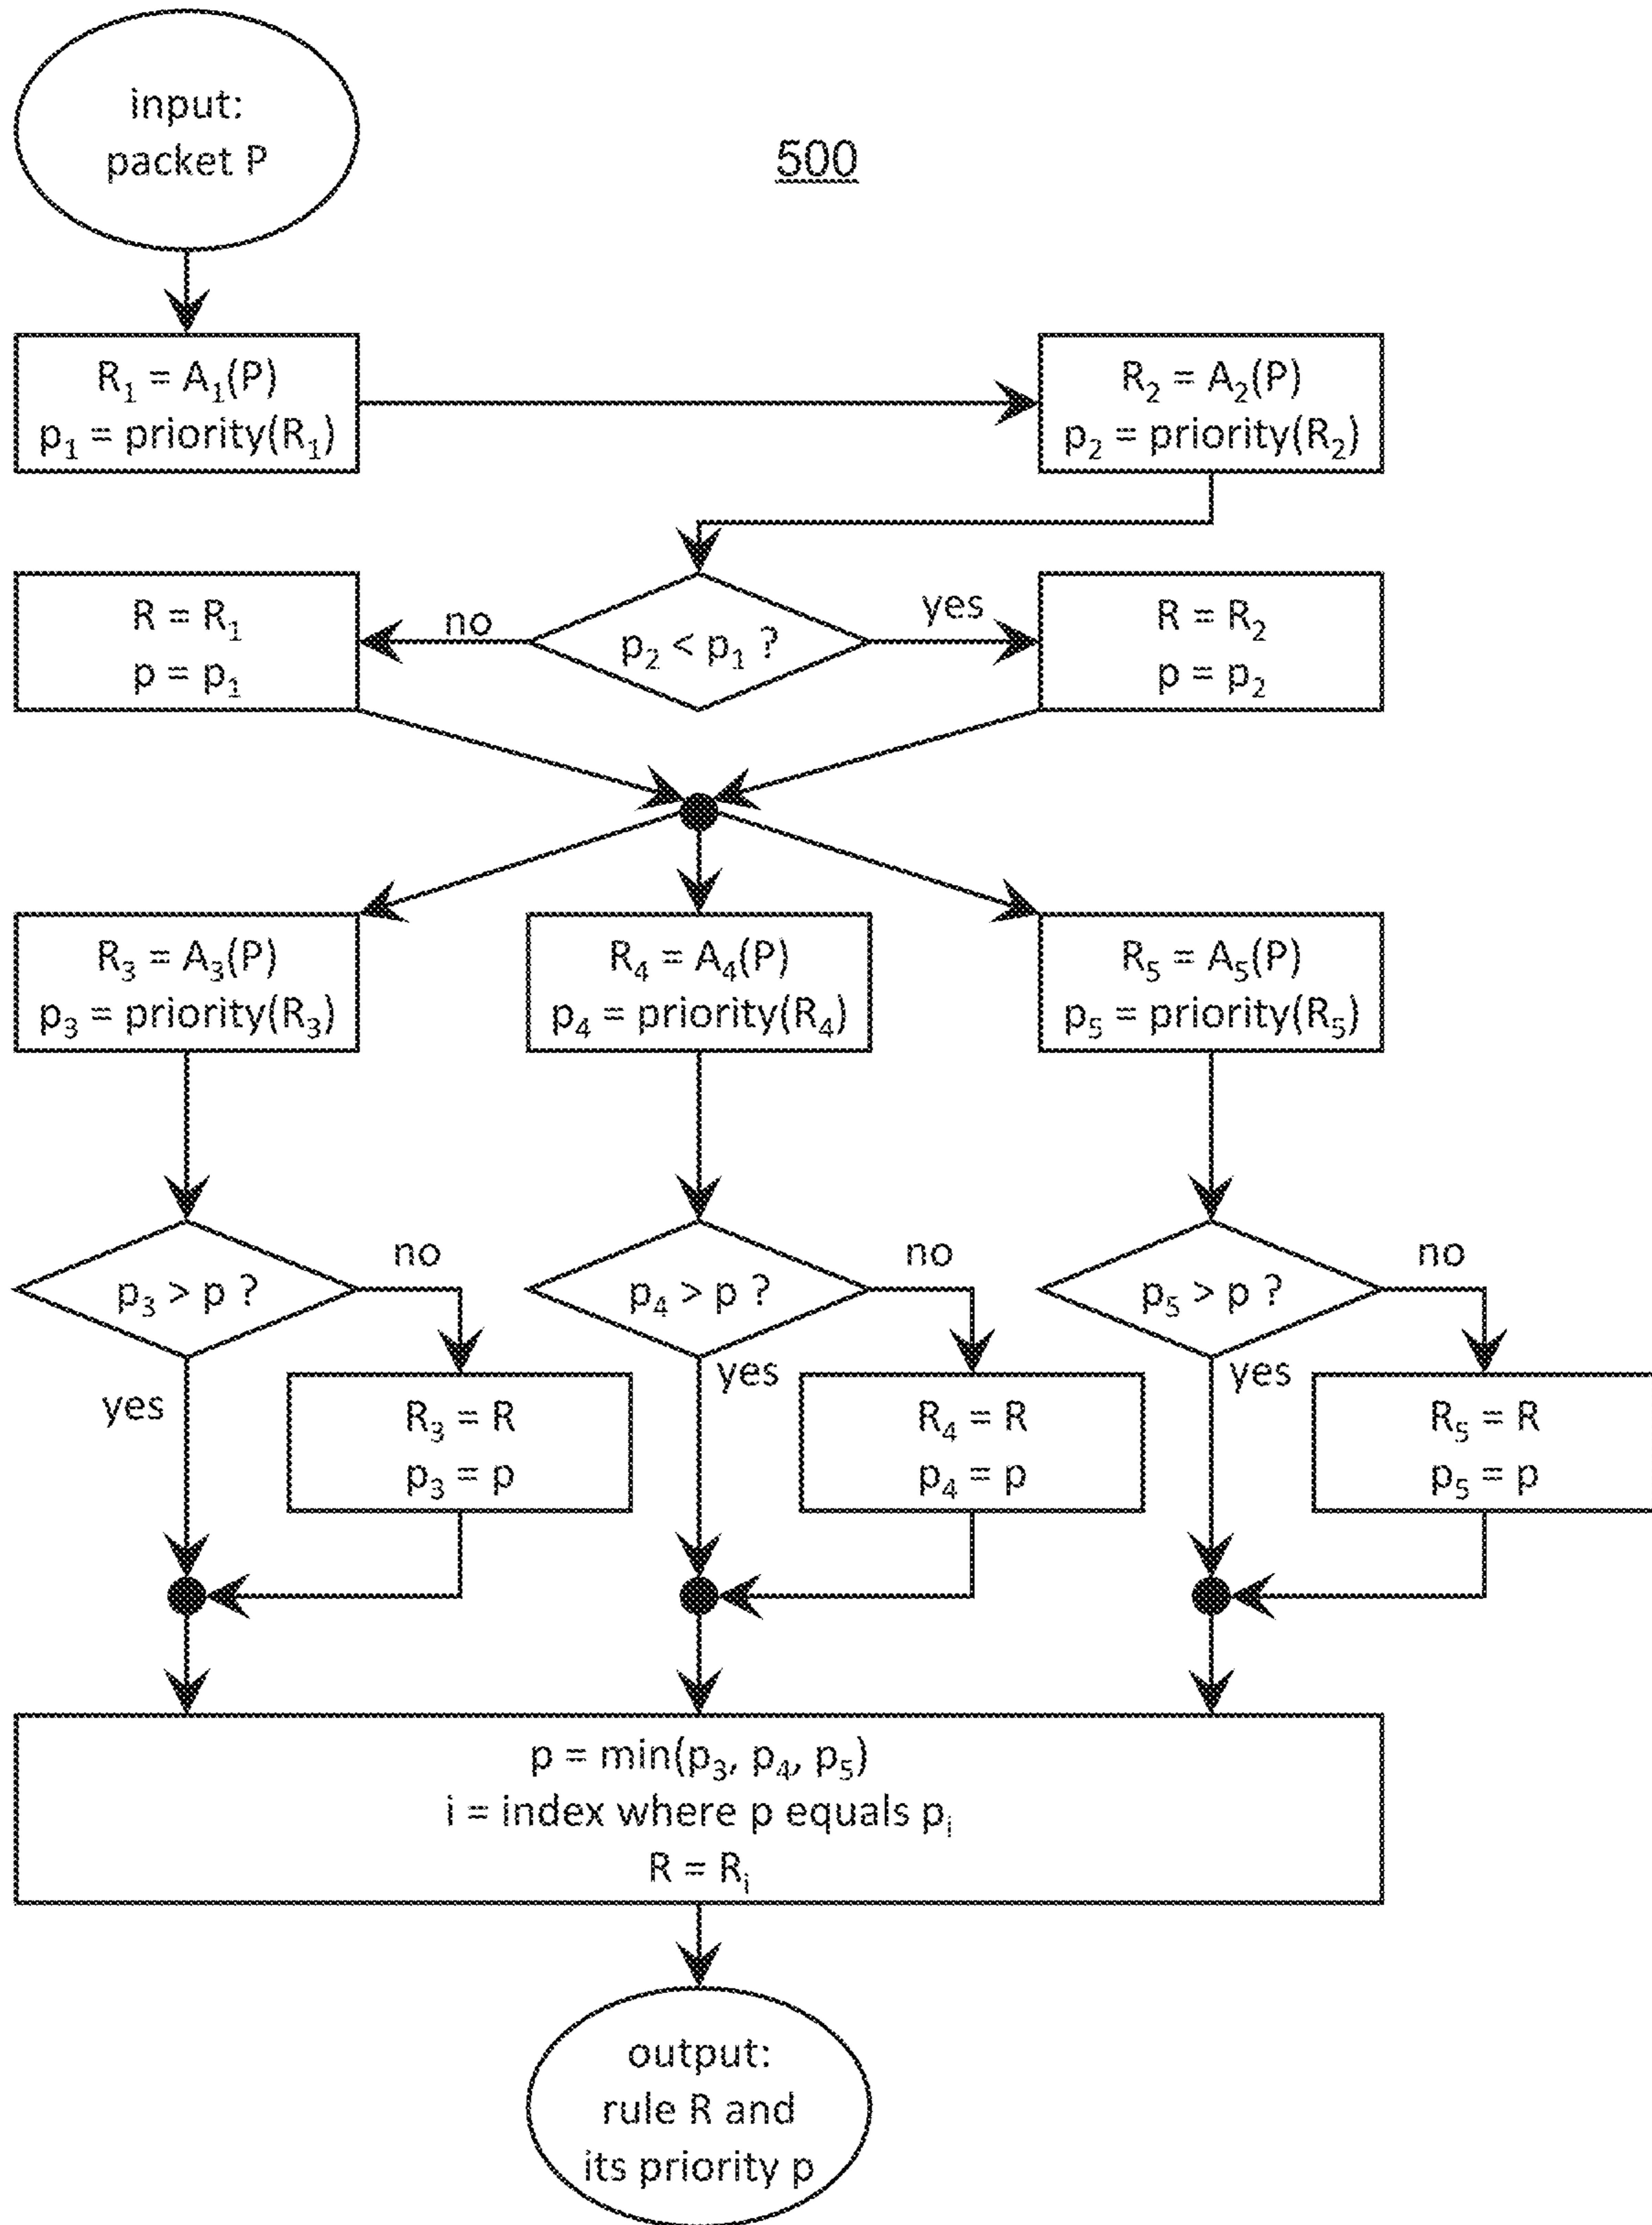 input:
packet P
500
R₁ = A₁(P)
p₁ = priority(R₁)
R₂ = A₂(P)
p₂ = priority(R₂)
R = R₁
p = p₁
no
p₂ < p₁ ?
yes
R = R₂
p = p₂
R₃ = A₃(P)
p₃ = priority(R₃)
R₄ = A₄(P)
p₄ = priority(R₄)
R₅ = A₅(P)
p₅ = priority(R₅)
p₃ > p ?
no
yes
R₃ = R
p₃ = p
p₄ > p ?
no
yes
R₄ = R
p₄ = p
p₅ > p ?
no
yes
R₅ = R
p₅ = p
p = min(p₃, p₄, p₅)
i = index where p equals pᵢ
R = Rᵢ
output:
rule R and
its priority p